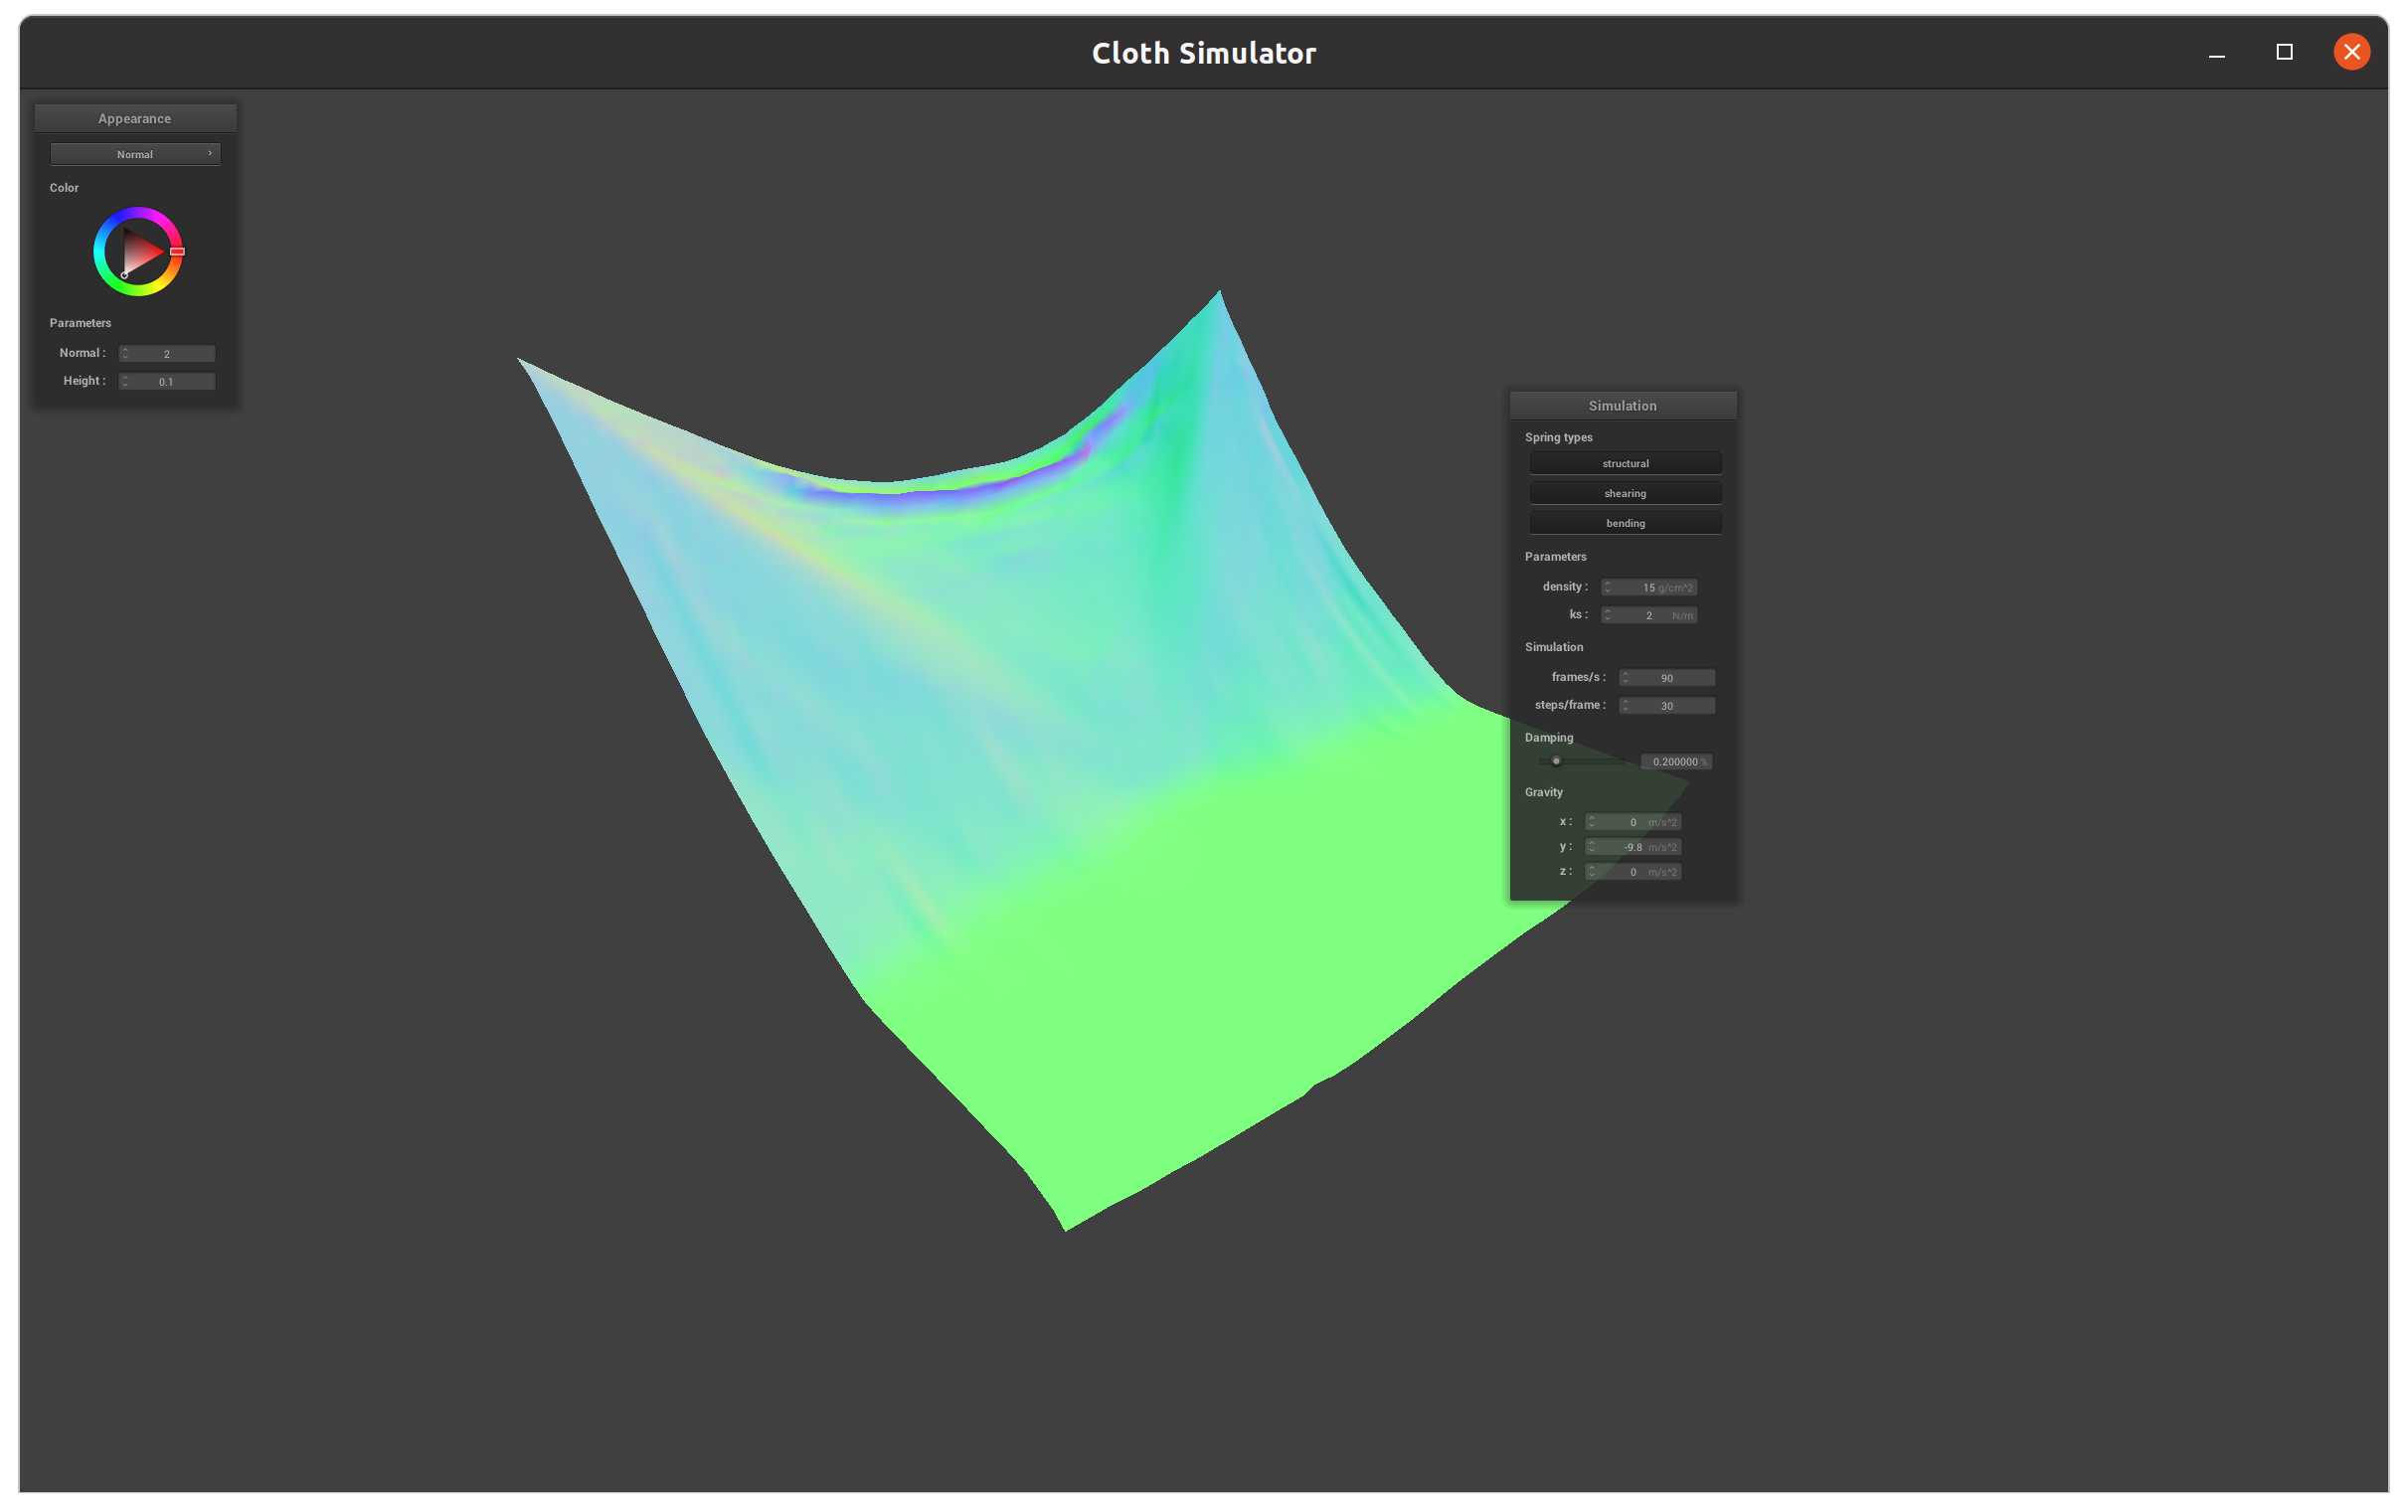 Cloth Simulator
Appearance
Normal
Color
Parameters
Normal : 2
Height : 0.1
Simulation
Spring types
structural
shearing
bending
Parameters
density : 15 g/cm^2
ks : 2 N/m
Simulation
frames/s : 90
steps/frame : 30
Damping
0.200000 %
Gravity
x : 0 m/s^2
y : -9.8 m/s^2
z : 0 m/s^2